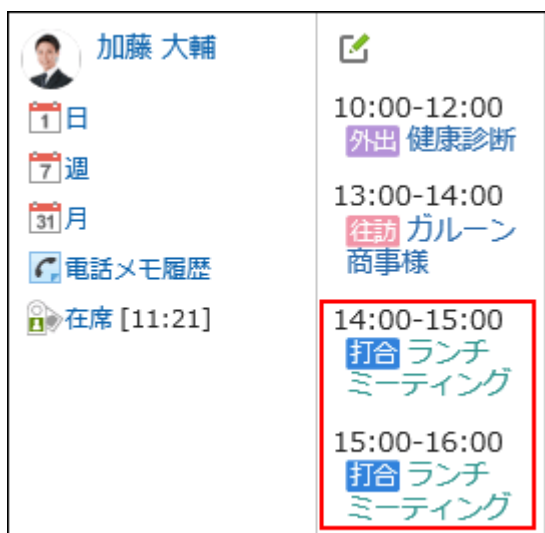 加藤 大輔
1 日
7 週
31 月
電話メモ履歴
在席 [11:21]
10:00-12:00
外出 健康診断
13:00-14:00
往訪 ガルーン
商事様
14:00-15:00
打合 ランチ
ミーティング
15:00-16:00
打合 ランチ
ミーティング